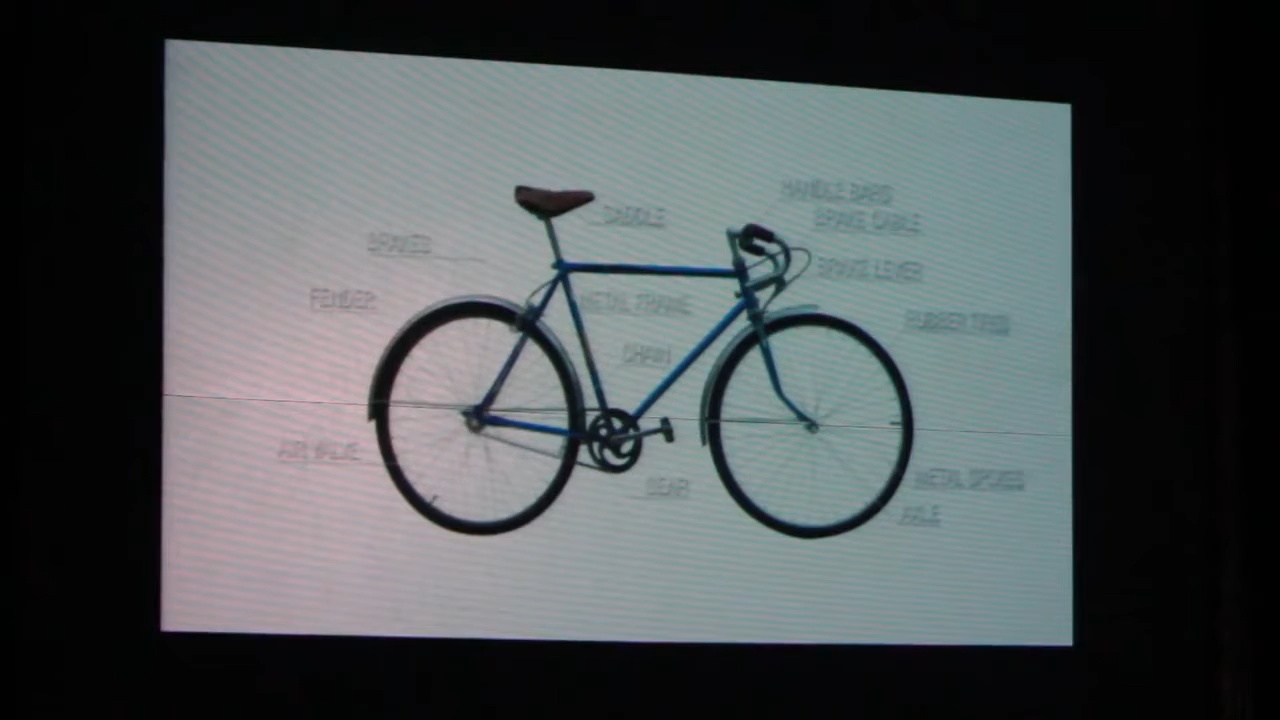 HANDLE BARS
SADDLE
BRAKE CABLE
BRAKES
BRAKE LEVER
FENDER
METAL FRAME
RUBBER TIRE
CHAIN
AIR VALVE
GEAR
METAL SPOKES
AXLE